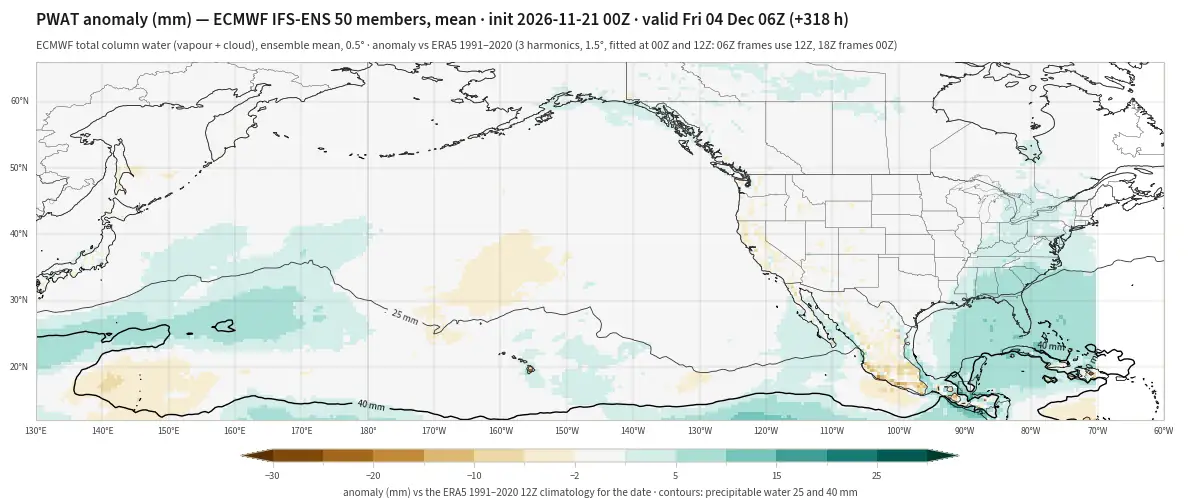 PWAT anomaly (mm) — ECMWF IFS-ENS 50 members, mean · init 2026-11-21 00Z · valid Fri 04 Dec 06Z (+318 h)
ECMWF total column water (vapour + cloud), ensemble mean, 0.5° · anomaly vs ERA5 1991–2020 (3 harmonics, 1.5°, fitted at 00Z and 12Z: 06Z frames use 12Z, 18Z frames 00Z)
60°N
50°N
40°N
30°N
20°N
25 mm
40 mm
40 mm
130°E 140°E 150°E 160°E 170°E 180° 170°W 160°W 150°W 140°W 130°W 120°W 110°W 100°W 90°W 80°W 70°W 60°W
−30 −20 −10 −2 5 15 25
anomaly (mm) vs the ERA5 1991–2020 12Z climatology for the date · contours: precipitable water 25 and 40 mm